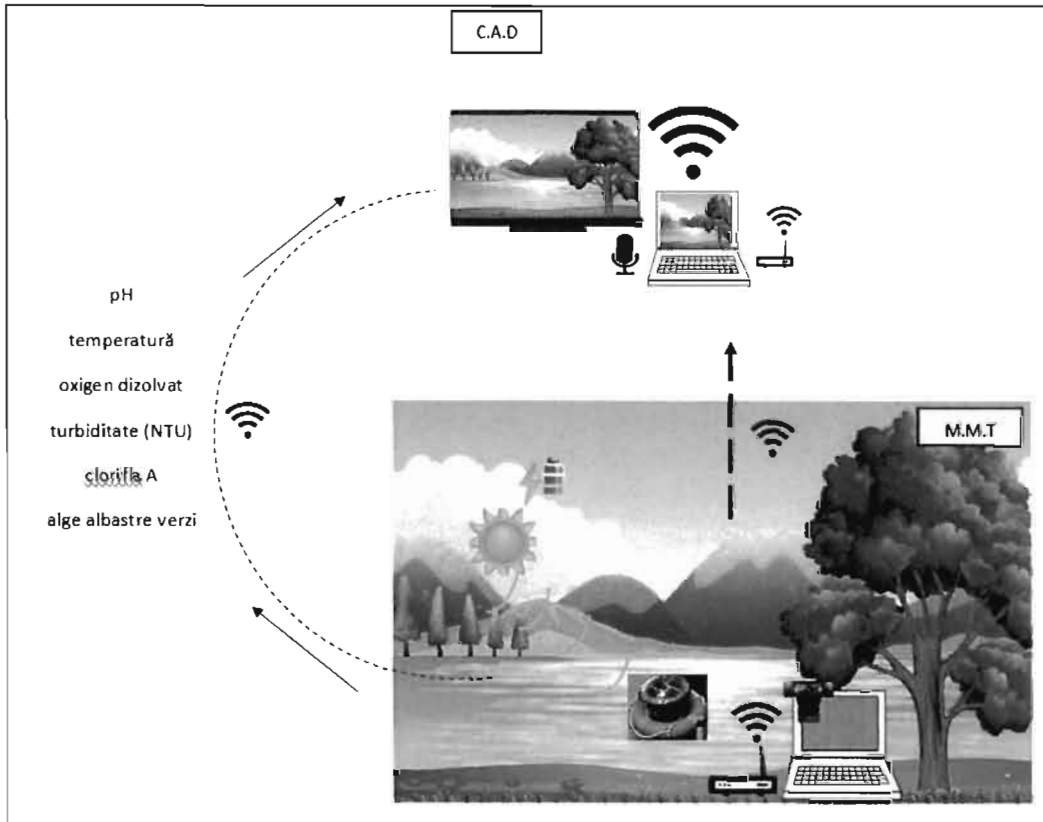 C.A.D
pH
temperatură
oxigen dizolvat
turbiditate (NTU)
clorifla A
alge albastre verzi
M.M.T